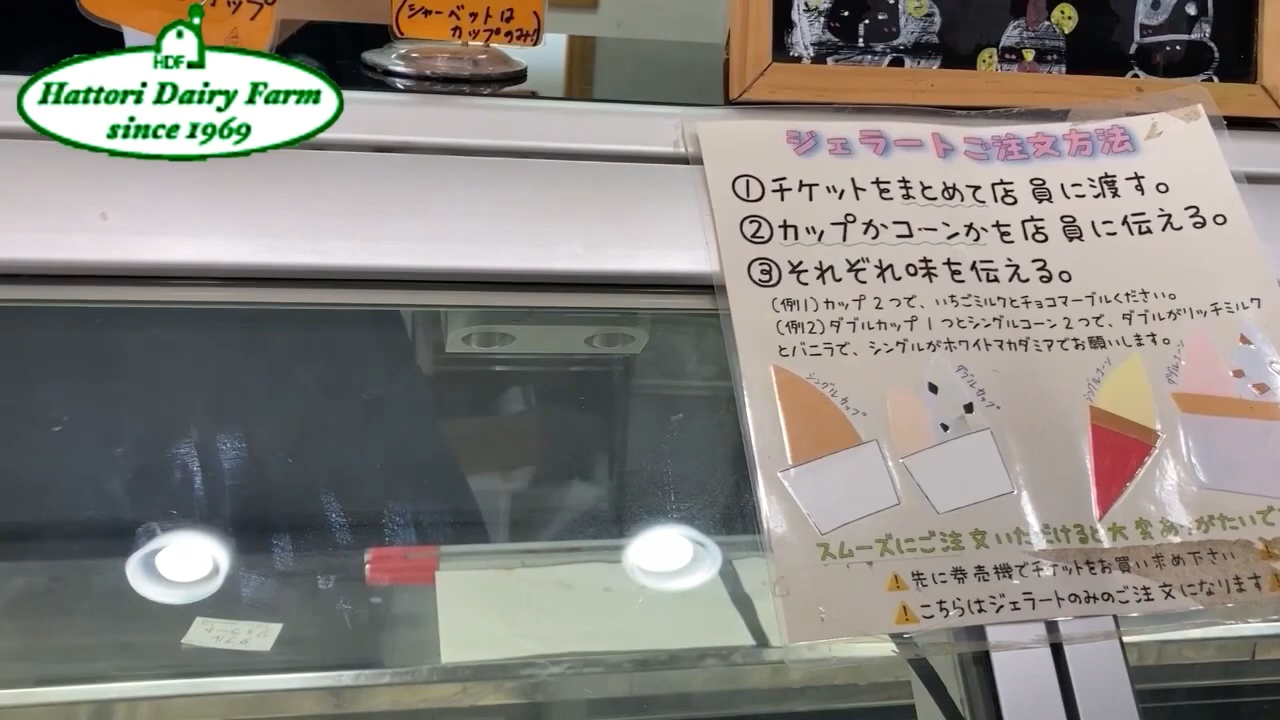 カップ
(シャーベットは
カップのみ!)
HDF
Hattori Dairy Farm
since 1969
ジェラートご注文方法
①チケットをまとめて店員に渡す。
②カップかコーンかを店員に伝える。
③それぞれ味を伝える。
(例1)カップ2つで、いちごミルクとチョコマーブルください。
(例2)ダブルカップ1つとシングルコーン2つで、ダブルがリッチミルク
とバニラで、シングルがホワイトマカダミアでお願いします。
シングルカップ
ダブルカップ
シングルコーン
ダブルコーン
スムーズにご注文いただけると大変ありがたいで
先に券売機でチケットをお買い求め下さい
こちらはジェラートのみのご注文になります